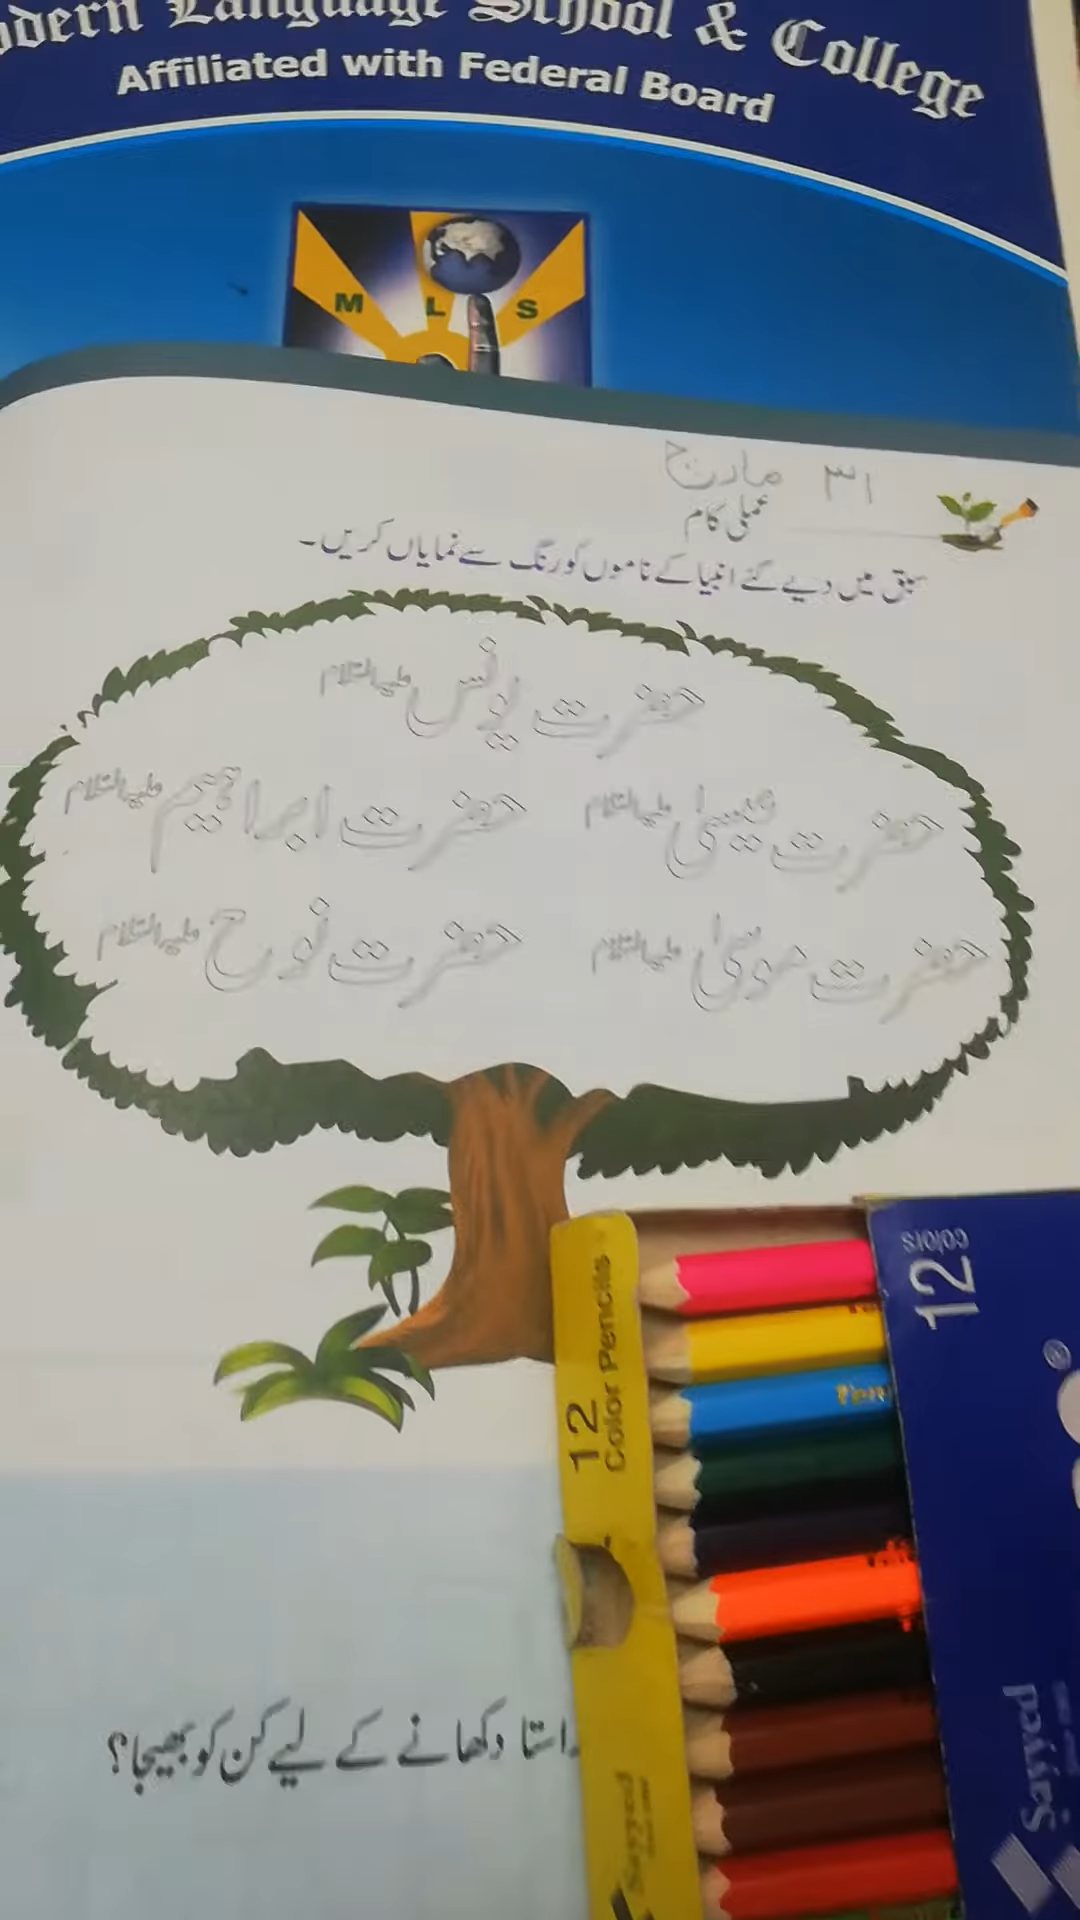 Language School & College
Affiliated with Federal Board
M L S
۳۱ مارچ
عملی کام
سبق میں دیے گئے انبیا کے ناموں کو رنگ سے نمایاں کریں۔
حضرت یونس علیہ السلام
حضرت عیسیٰ علیہ السلام
حضرت ابراہیم علیہ السلام
حضرت موسیٰ علیہ السلام
حضرت نوح علیہ السلام
12
Color Pencils
Sayyed
12
colors
®
Sayyed
دکھانے کے لیے کن کو بھیجا؟